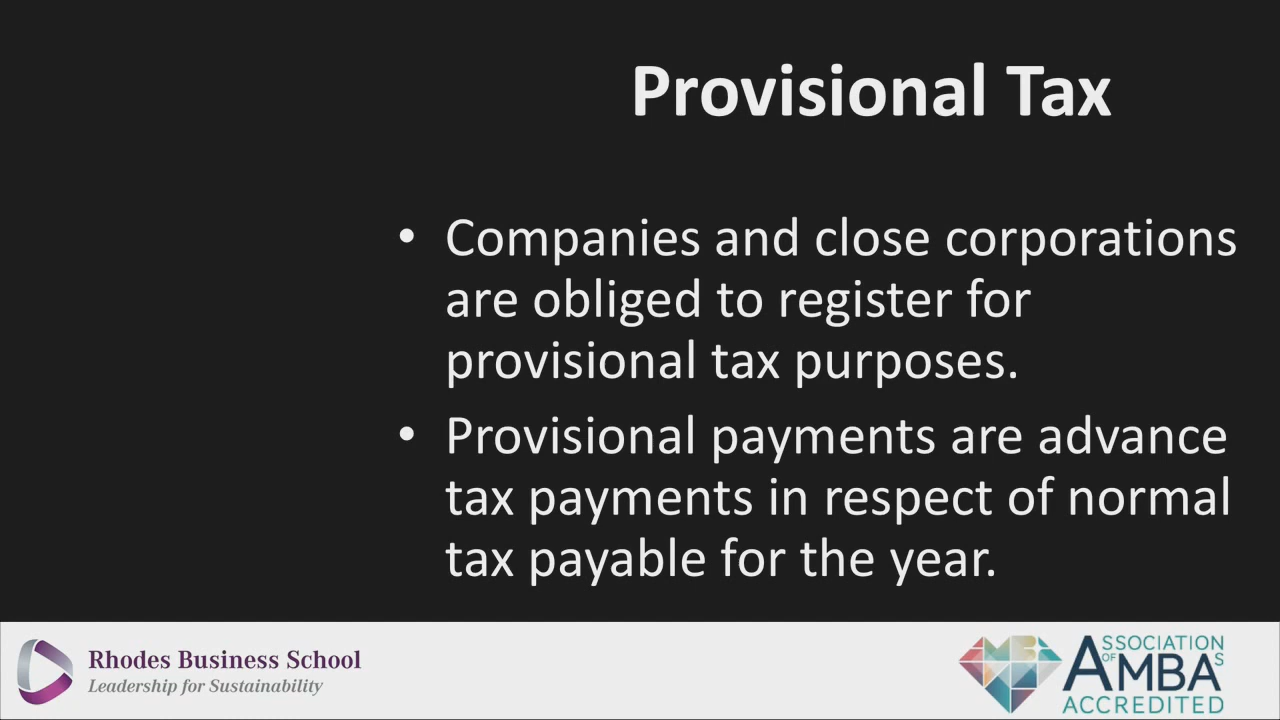 Provisional Tax
• Companies and close corporations
are obliged to register for
provisional tax purposes.
• Provisional payments are advance
tax payments in respect of normal
tax payable for the year.
Rhodes Business School
Leadership for Sustainability
MBA
ASSOCIATION
OF AMBAS
ACCREDITED